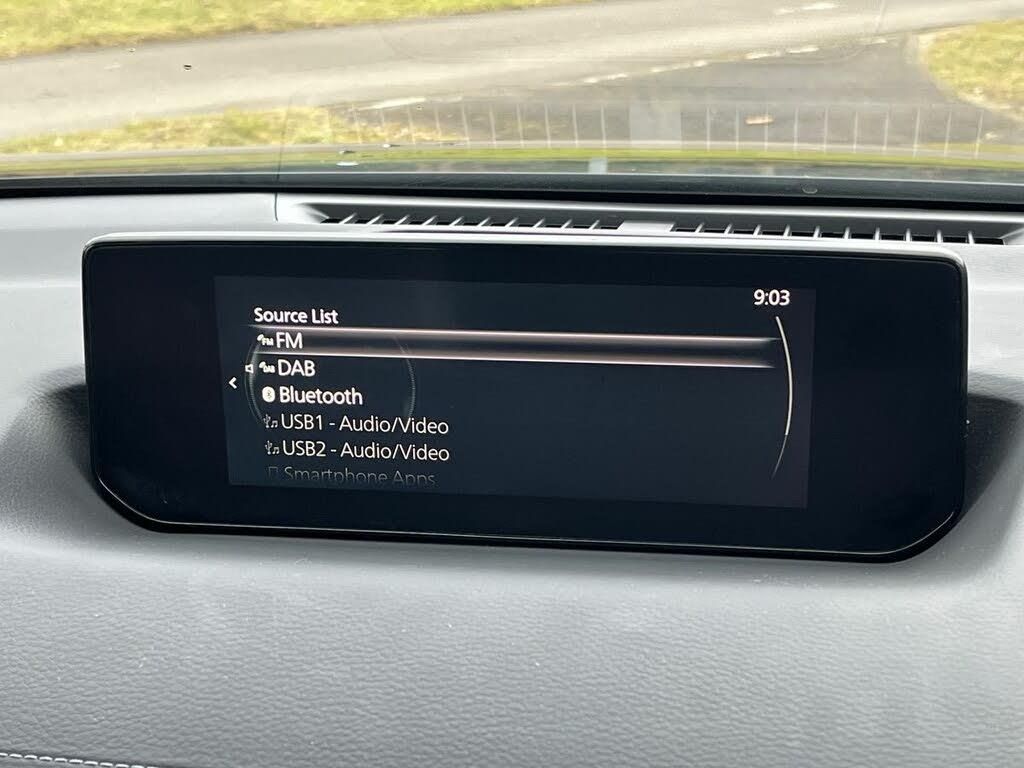 9:03
Source List
FM
DAB
Bluetooth
USB1 - Audio/Video
USB2 - Audio/Video
Smartphone Apps